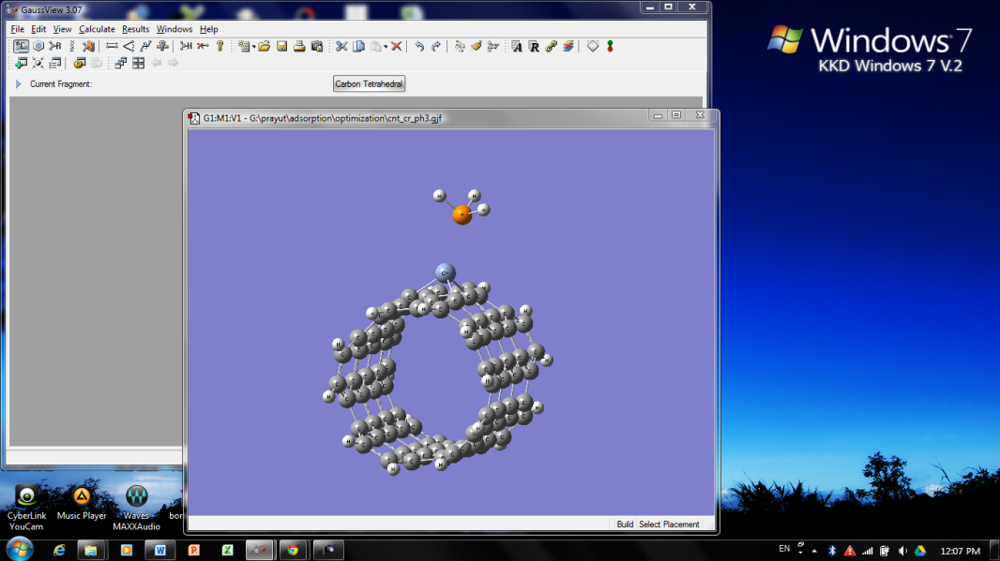 GaussView 3.07
File Edit View Calculate Results Windows Help
Current Fragment:
Carbon Tetrahedral
G1:M1:V1 - G:\prayut\adsorption\optimization\cnt_cr_ph3.gjf
Build Select Placement
Windows 7
KKD Windows 7 V.2
CyberLink YouCam
Music Player
Waves MAXXAudio
bor
EN
12:07 PM